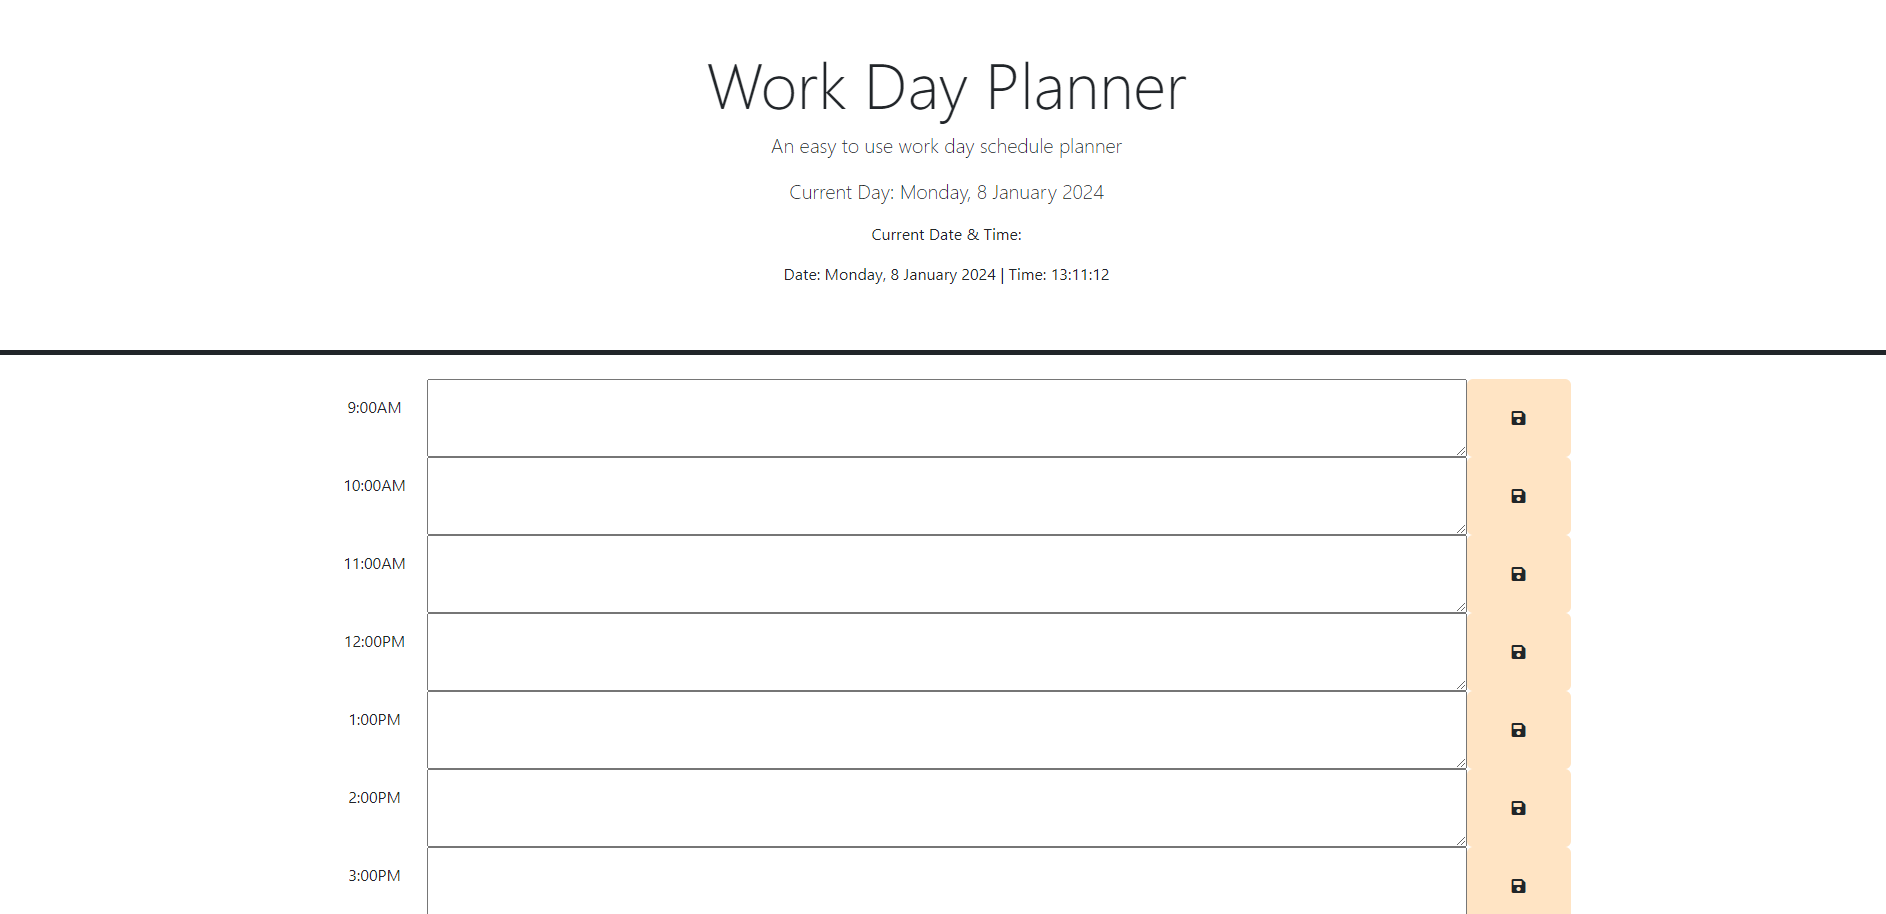 Work Day Planner
An easy to use work day schedule planner
Current Day: Monday, 8 January 2024
Current Date & Time:
Date: Monday, 8 January 2024 | Time: 13:11:12
9:00AM
10:00AM
11:00AM
12:00PM
1:00PM
2:00PM
3:00PM